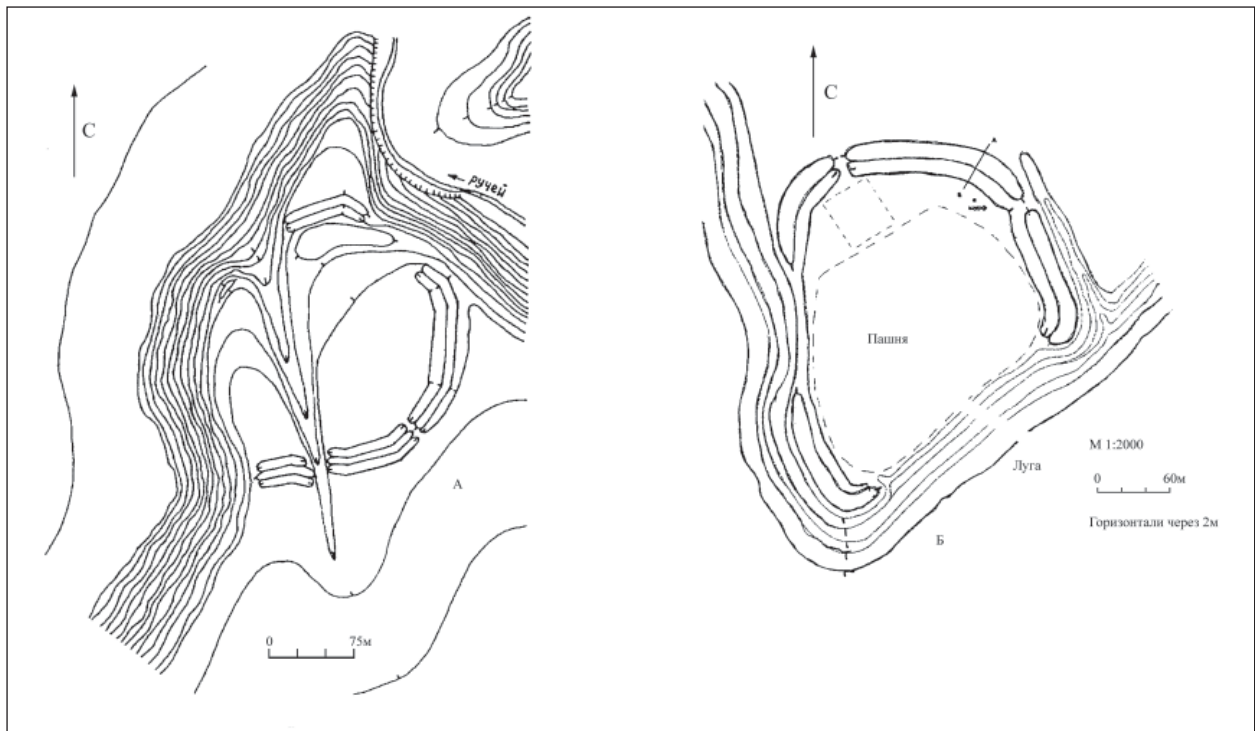 С
ручей
А
0 75м
С
Пашня
М 1:2000
0 60м
Горизонтали через 2м
Луга
Б